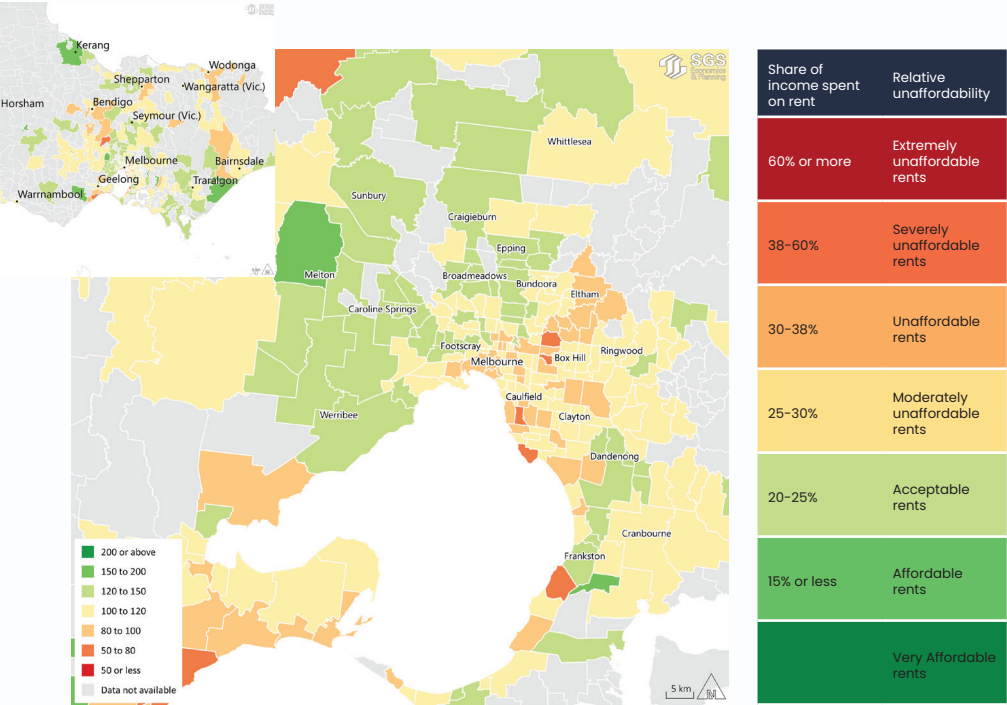 Kerang
Wodonga
Shepparton
Wangaratta (Vic.)
Horsham
Bendigo
Seymour (Vic.)
Melbourne
Bairnsdale
Geelong
Traralgon
Warrnambool
SGS
Economics
& Planning
Whittlesea
Sunbury
Craigieburn
Epping
Melton
Broadmeadows
Bundoora
Eltham
Caroline Springs
Footscray
Melbourne
Box Hill
Ringwood
Caulfield
Werribee
Clayton
Dandenong
Cranbourne
Frankston
200 or above
150 to 200
120 to 150
100 to 120
80 to 100
50 to 80
50 or less
Data not available
5 km
N
Share of
income spent
on rent
Relative
unaffordability
60% or more
Extremely
unaffordable
rents
38-60%
Severely
unaffordable
rents
30-38%
Unaffordable
rents
25-30%
Moderately
unaffordable
rents
20-25%
Acceptable
rents
15% or less
Affordable
rents
Very Affordable
rents